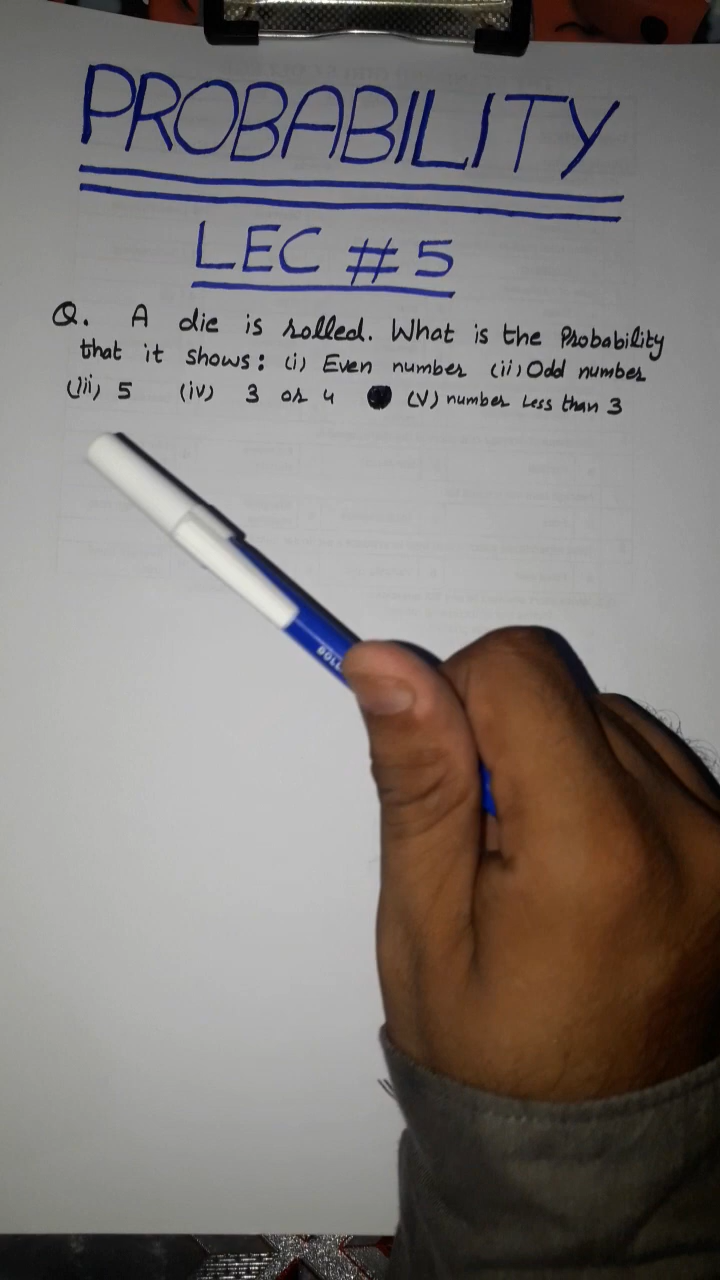 PROBABILITY
LEC # 5
Q. A die is rolled. What is the Probability
that it shows: (i) Even number (ii) Odd number
(iii) 5 (iv) 3 or 4 (V) number Less than 3